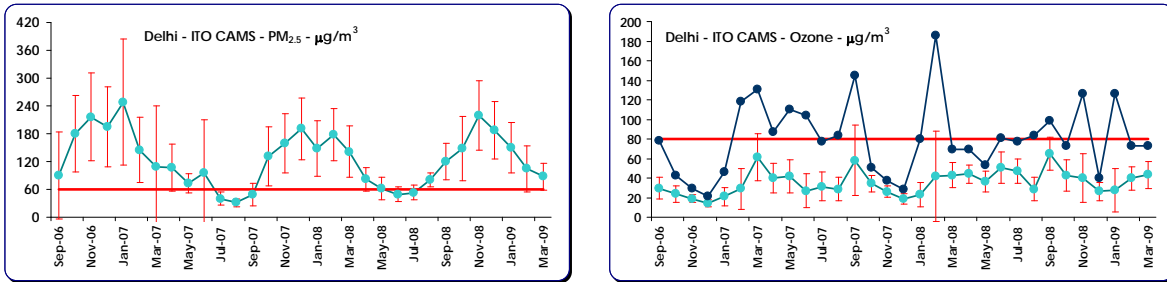 Delhi - ITO CAMS - PM2.5 - µg/m³
420
360
300
240
180
120
60
0
Sep-06
Nov-06
Jan-07
Mar-07
May-07
Jul-07
Sep-07
Nov-07
Jan-08
Mar-08
May-08
Jul-08
Sep-08
Nov-08
Jan-09
Mar-09
Delhi - ITO CAMS - Ozone - µg/m³
200
180
160
140
120
100
80
60
40
20
0
Sep-06
Nov-06
Jan-07
Mar-07
May-07
Jul-07
Sep-07
Nov-07
Jan-08
Mar-08
May-08
Jul-08
Sep-08
Nov-08
Jan-09
Mar-09